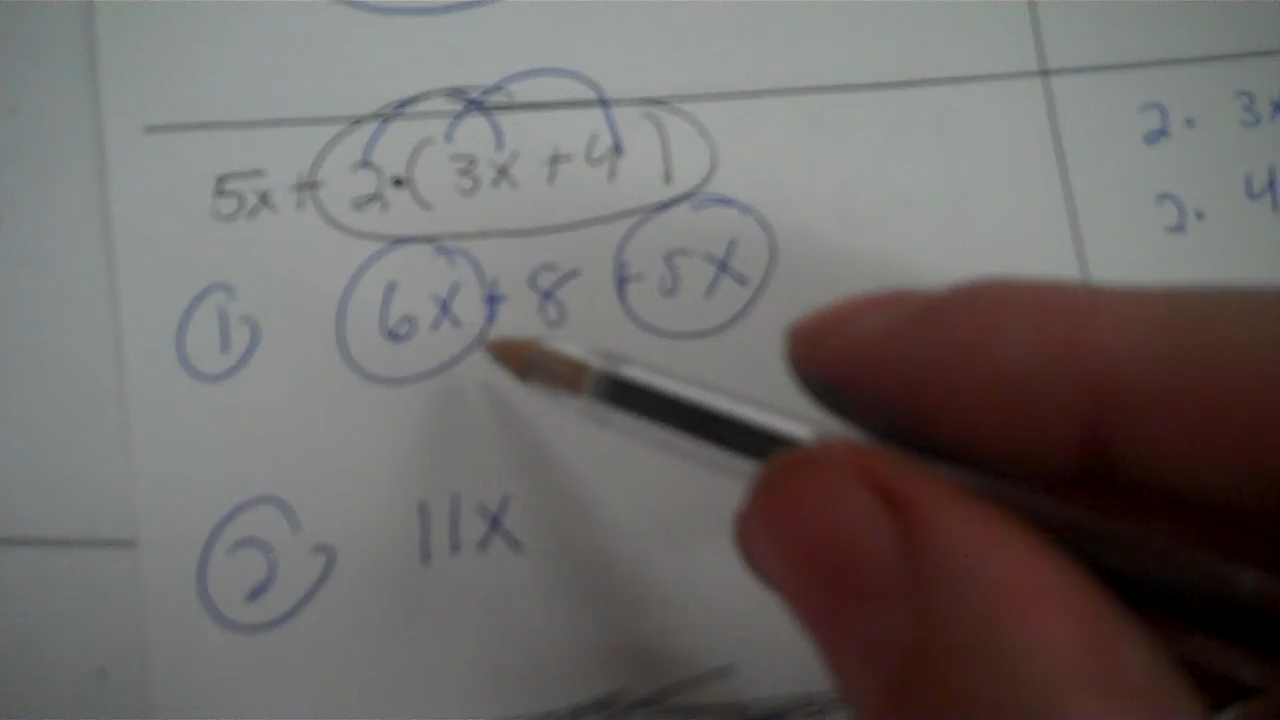 5x + 2•(3x + 4)
① 6x + 8 + 5x
② 11x
2. 3x
2. 4